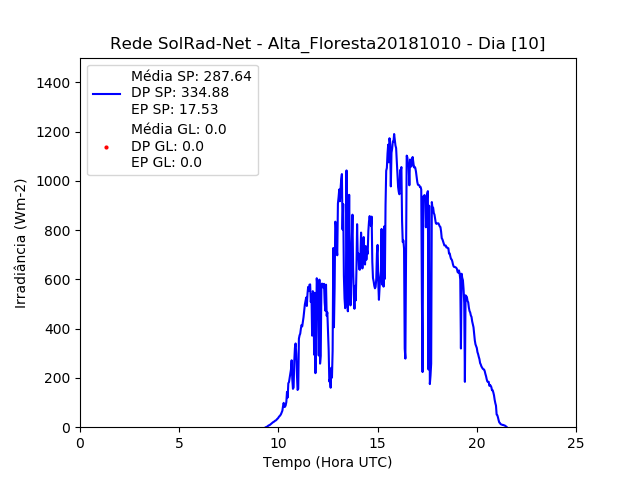 Rede SolRad-Net - Alta_Floresta20181010 - Dia [10]
Média SP: 287.64
DP SP: 334.88
EP SP: 17.53
Média GL: 0.0
DP GL: 0.0
EP GL: 0.0
1400
1200
1000
800
600
400
200
0
Irradiância (Wm-2)
0 5 10 15 20 25
Tempo (Hora UTC)